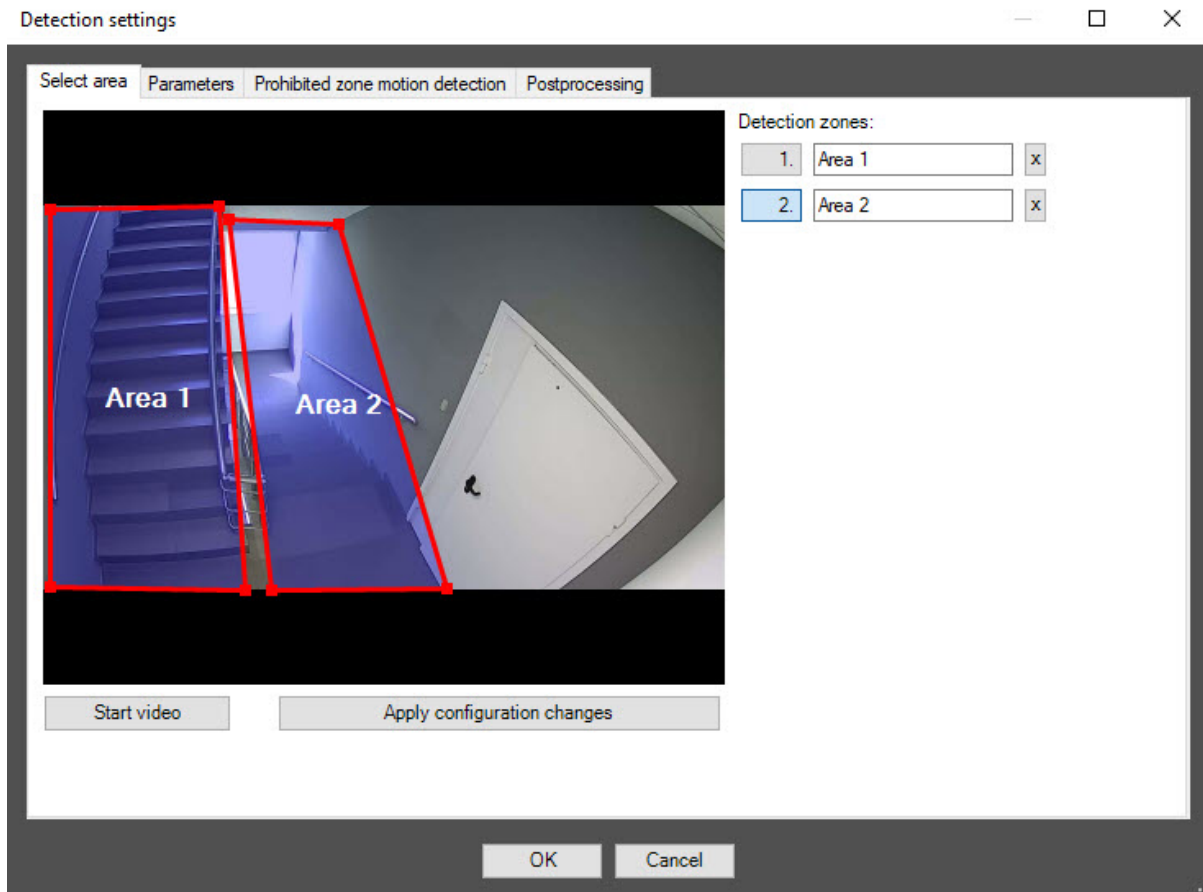 Detection settings
Select area Parameters Prohibited zone motion detection Postprocessing
Detection zones:
1. Area 1 x
2. Area 2 x
Area 1 Area 2
Start video Apply configuration changes
OK Cancel